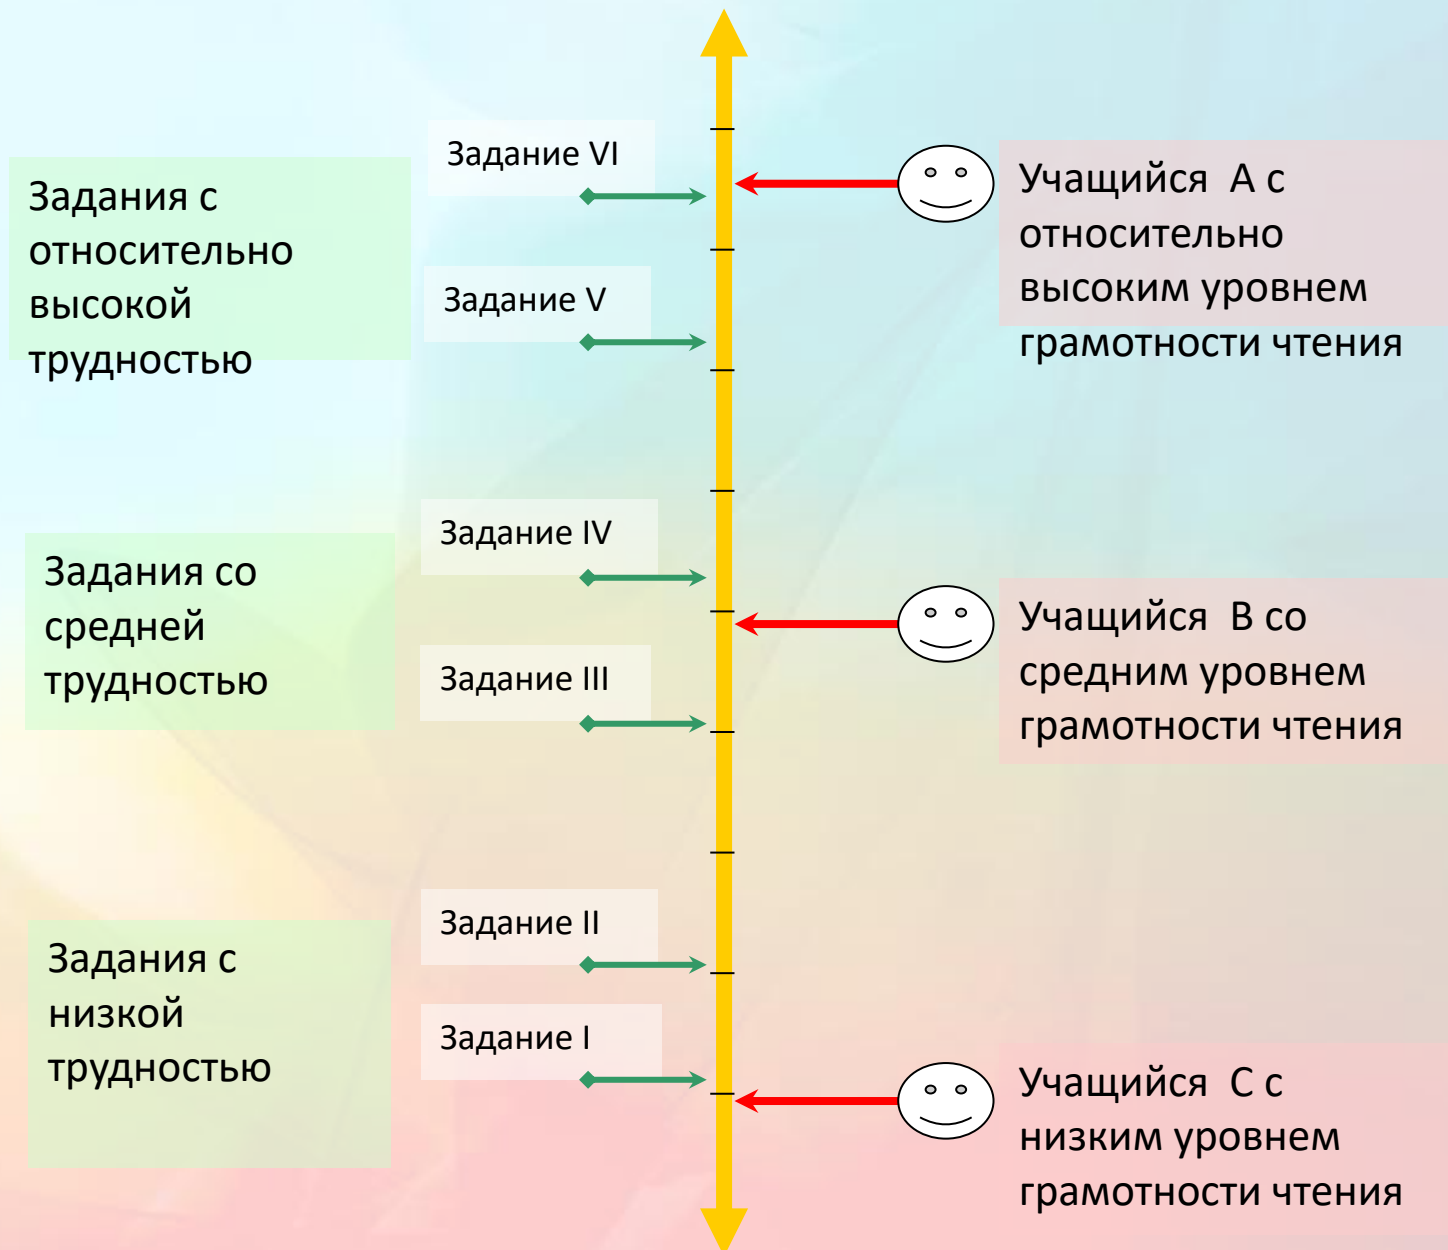 Задания с
относительно
высокой
трудностью
Задание VI
Задание V
Учащийся А с
относительно
высоким уровнем
грамотности чтения
Задания со
средней
трудностью
Задание IV
Задание III
Учащийся В со
средним уровнем
грамотности чтения
Задания с
низкой
трудностью
Задание II
Задание I
Учащийся С с
низким уровнем
грамотности чтения